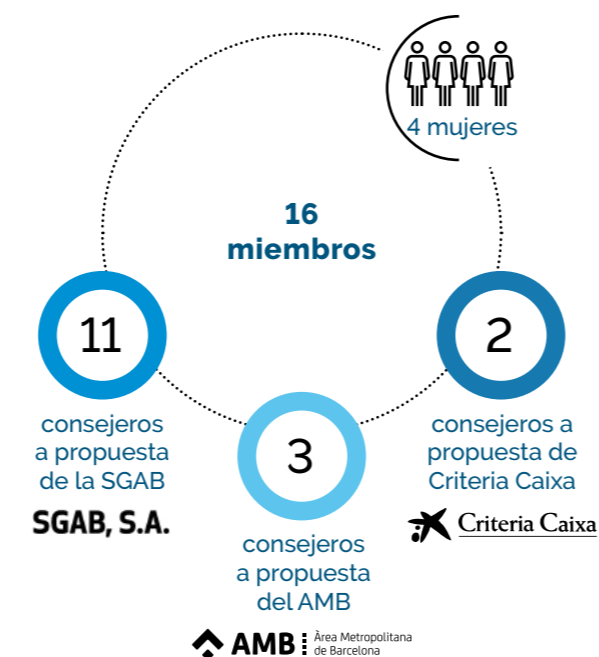 4 mujeres
16
miembros
11
consejeros
a propuesta
de la SGAB
SGAB, S.A.
3
consejeros
a propuesta
del AMB
AMB
Àrea Metropolitana
de Barcelona
2
consejeros a
propuesta de
Criteria Caixa
Criteria Caixa